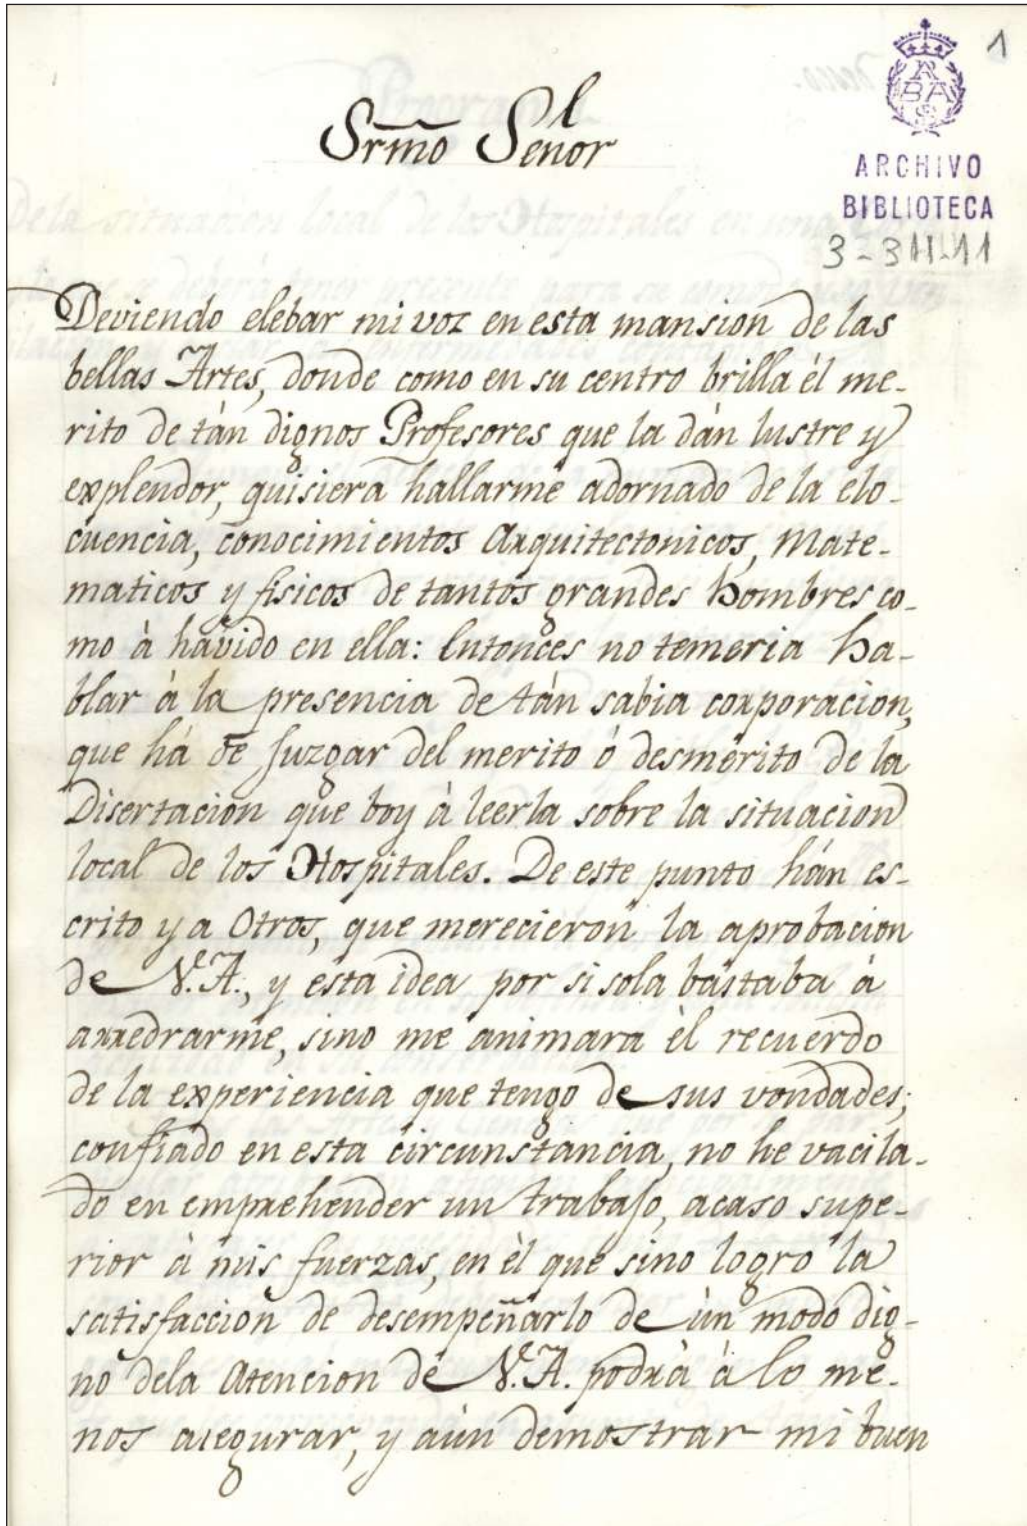 1
RBA
S
ARCHIVO
BIBLIOTECA
3-311-11
Srm̃o Señor
Deviendo elebar mi voz en esta mansion de las
bellas Artes, donde como en su centro brilla él me-
rito de tán dignos Profesores que la dán lustre y
explendor, quisiera hallarme adornado de la elo-
cuencia, conocimientos Arquitectonicos, Mate-
maticos y fisicos de tantos grandes hombres co-
mo à havido en ella: Entonces no temeria ha-
blar à la presencia de tán sabia corporacion,
que há de Juzgar del merito ó desmerito de la
Disertacion que boy à leerla sobre la situacion
local de los Hospitales. De este punto hán es-
crito ya Otros, que merecieron la aprobacion
de V.A., y esta idea por si sola bastaba à
arredrarme, sino me animara èl recuerdo
de la experiencia que tengo de sus vondades;
confiado en esta circunstancia, no he vacila-
do en emprehender un trabajo, acaso supe-
rior à mis fuerzas, en èl que sino logro la
satisfaccion de desempeñarlo de ùn modo dig-
no dela Atencion de V.A. podrà à lo me-
nos asegurar, y aùn demostrar mi buen